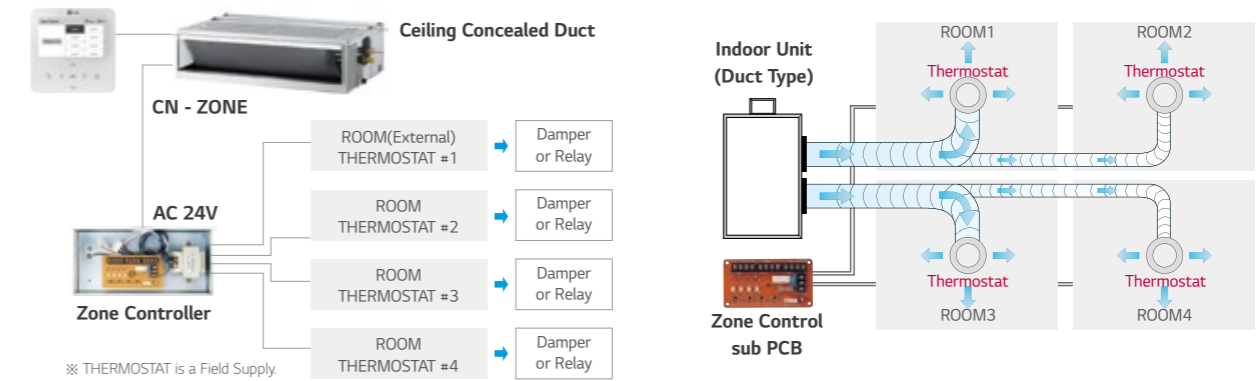 Ceiling Concealed Duct
CN - ZONE
ROOM(External)
THERMOSTAT #1
Damper
or Relay
AC 24V
ROOM
THERMOSTAT #2
Damper
or Relay
ROOM
THERMOSTAT #3
Damper
or Relay
Zone Controller
ROOM
THERMOSTAT #4
Damper
or Relay
※ THERMOSTAT is a Field Supply.
Indoor Unit
(Duct Type)
ROOM1
Thermostat
ROOM2
Thermostat
Thermostat
ROOM3
Thermostat
ROOM4
Zone Control
sub PCB